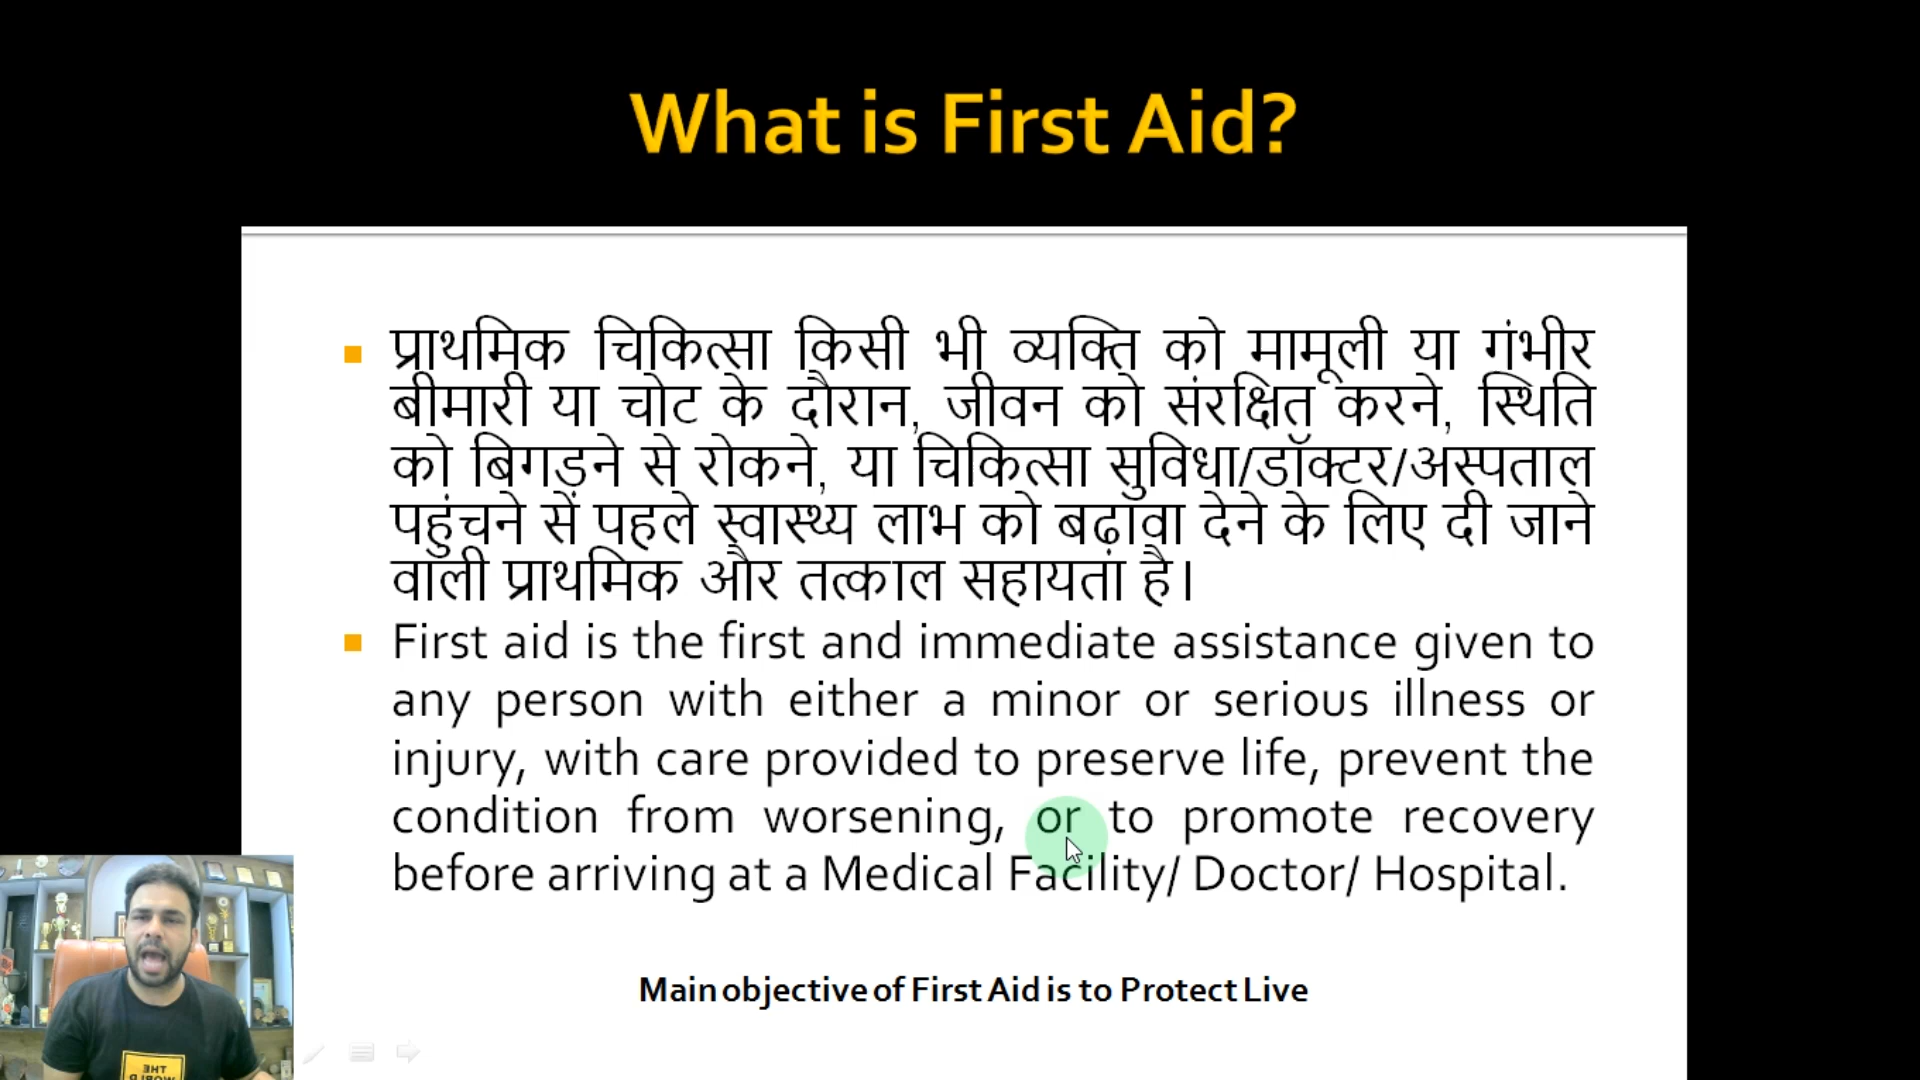 What is First Aid?
प्राथमिक चिकित्सा किसी भी व्यक्ति को मामूली या गंभीर
बीमारी या चोट के दौरान, जीवन को संरक्षित करने, स्थिति
को बिगड़ने से रोकने, या चिकित्सा सुविधा/डॉक्टर/अस्पताल
पहुंचने सें पहले स्वास्थ्य लाभ को बढ़ावा देने के लिए दी जाने
वाली प्राथमिक और तत्काल सहायता है।
First aid is the first and immediate assistance given to
any person with either a minor or serious illness or
injury, with care provided to preserve life, prevent the
condition from worsening, or to promote recovery
before arriving at a Medical Facility/ Doctor/ Hospital.
Main objective of First Aid is to Protect Live
THE
WORLD